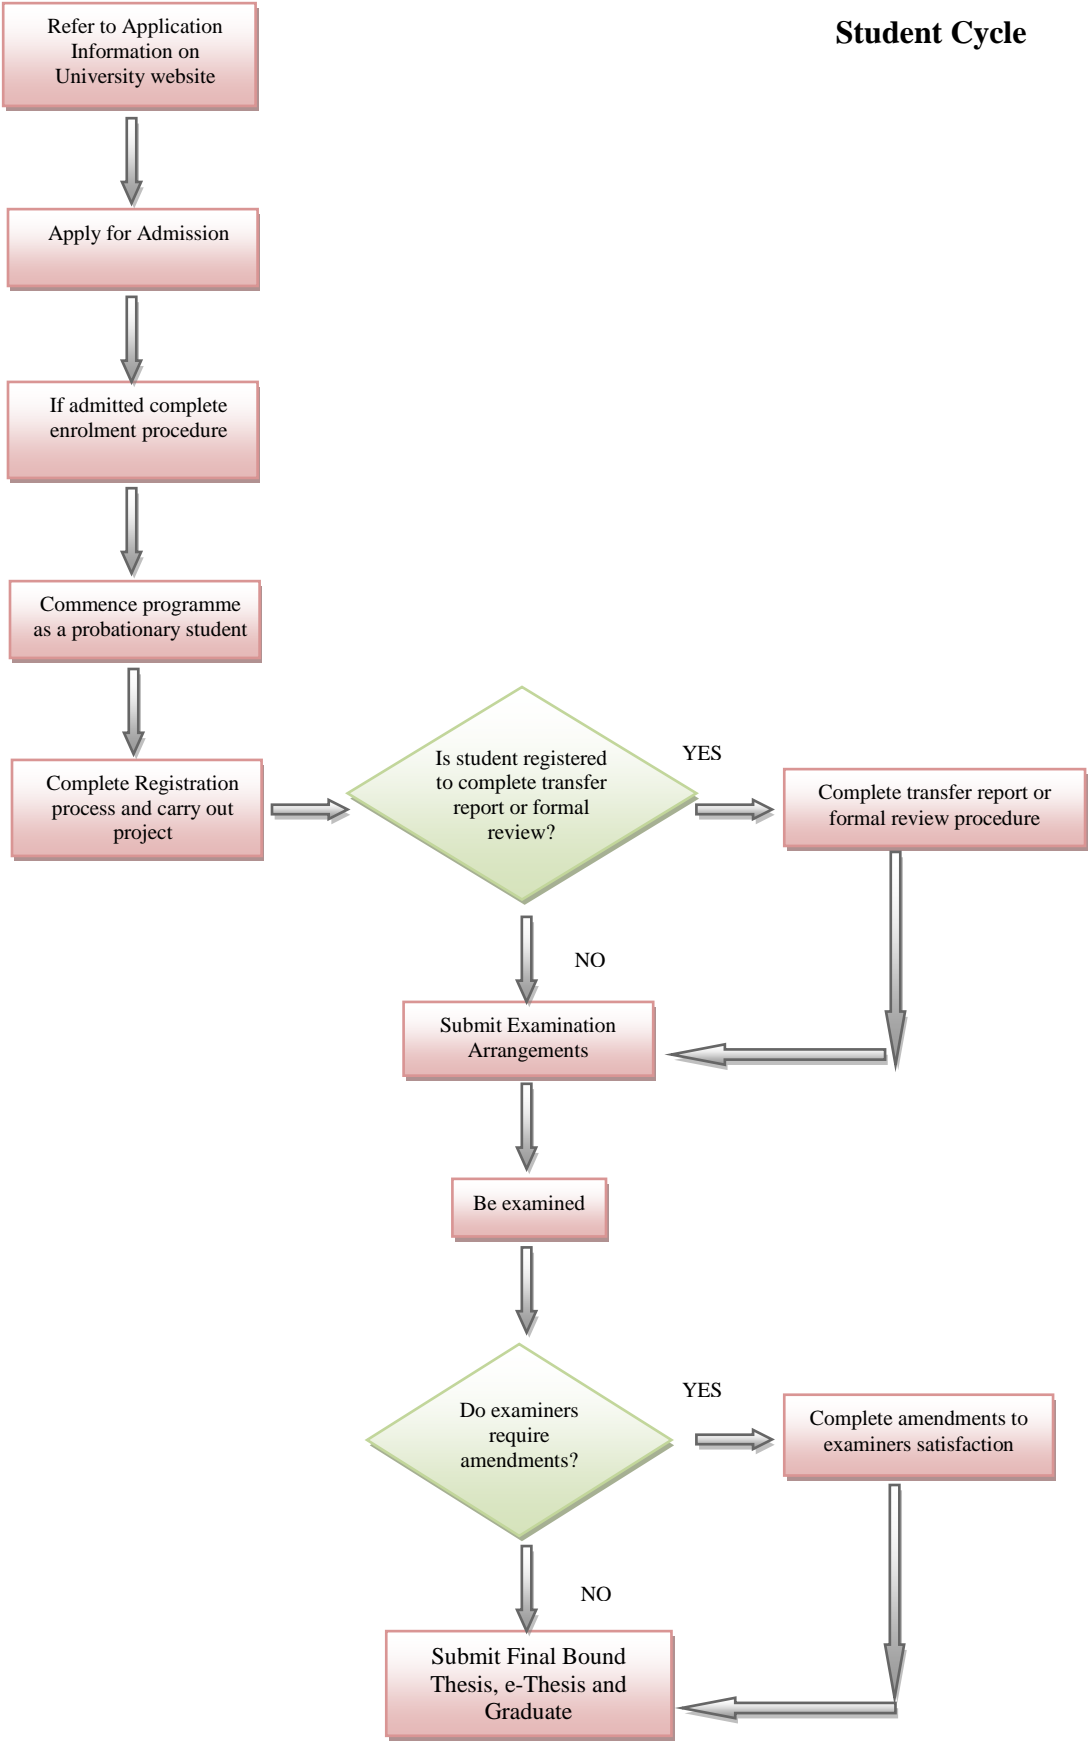 Student Cycle
Refer to Application
Information on
University website
Apply for Admission
If admitted complete
enrolment procedure
Commence programme
as a probationary student
Complete Registration
process and carry out
project
Is student registered
to complete transfer
report or formal
review?
YES
Complete transfer report or
formal review procedure
NO
Submit Examination
Arrangements
Be examined
Do examiners
require
amendments?
YES
Complete amendments to
examiners satisfaction
NO
Submit Final Bound
Thesis, e-Thesis and
Graduate